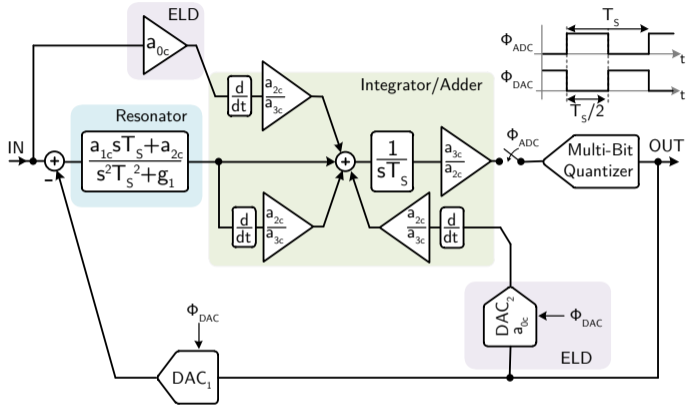 ELD
a0c
d
dt
a2c
a3c
Integrator/Adder
TS
ΦADC
t
ΦDAC
t
TS/2
Resonator
IN
+
−
a1csTS+a2c
s²TS²+g1
+
1
sTS
a3c
a2c
ΦADC
Multi-Bit
Quantizer
OUT
d
dt
a2c
a3c
a2c
a3c
d
dt
DAC2
a0c
ΦDAC
ELD
ΦDAC
DAC1